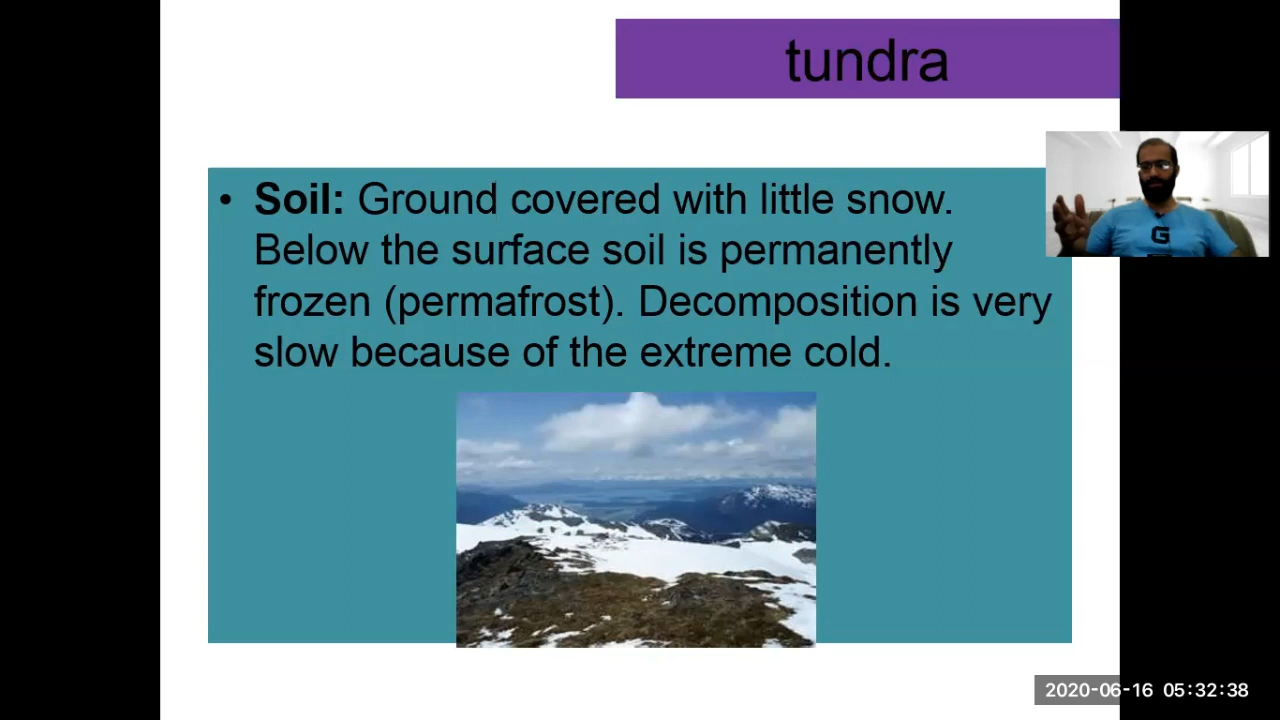 tundra
• Soil: Ground covered with little snow.
Below the surface soil is permanently
frozen (permafrost). Decomposition is very
slow because of the extreme cold.
G
2020-06-16 05:32:38